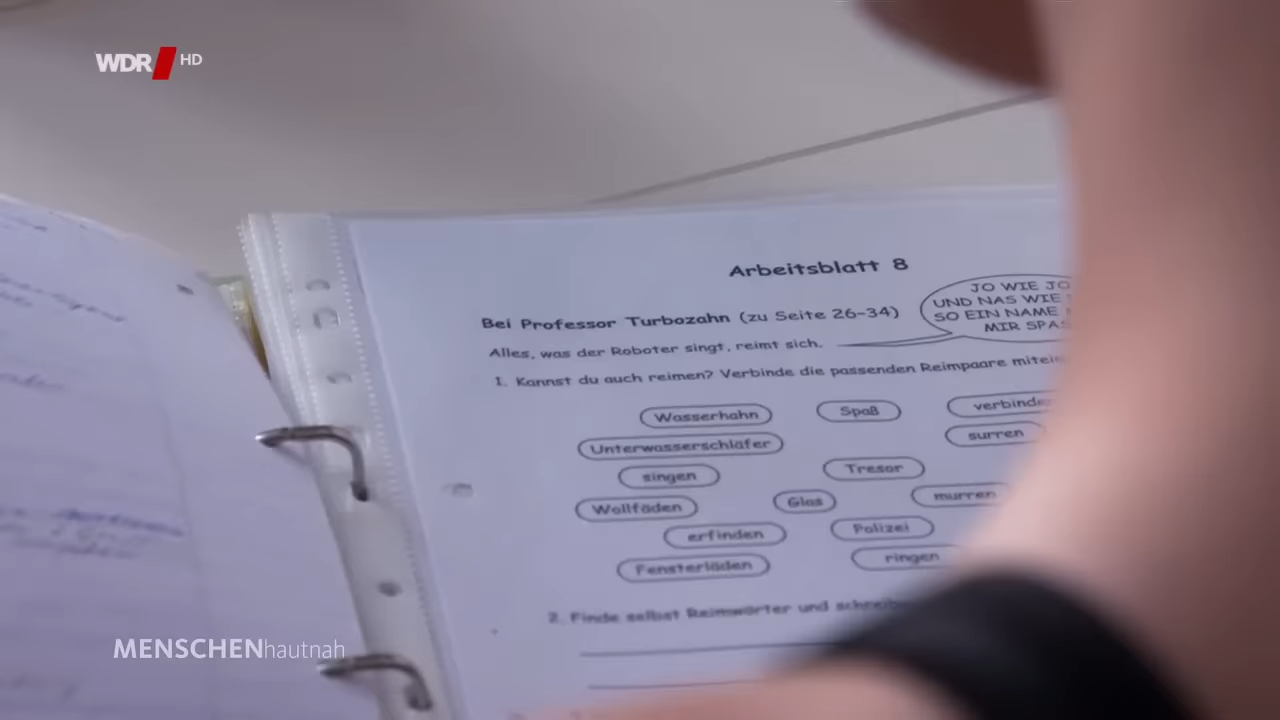 WDR HD
Arbeitsblatt 8
JO WIE JO
UND NAS WIE
SO EIN NAME
MIR SPAS
Bei Professor Turbozahn (zu Seite 26-34)
Alles, was der Roboter singt, reimt sich.
1. Kannst du auch reimen? Verbinde die passenden Reimpaare mitei
Wasserhahn Spaß verbinde
Unterwasserschläfer surren
singen Tresor
Wollfäden Glas murren
erfinden Polizei
Fensterläden ringen
2. Finde selbst Reimwörter und schreib
MENSCHENhautnah